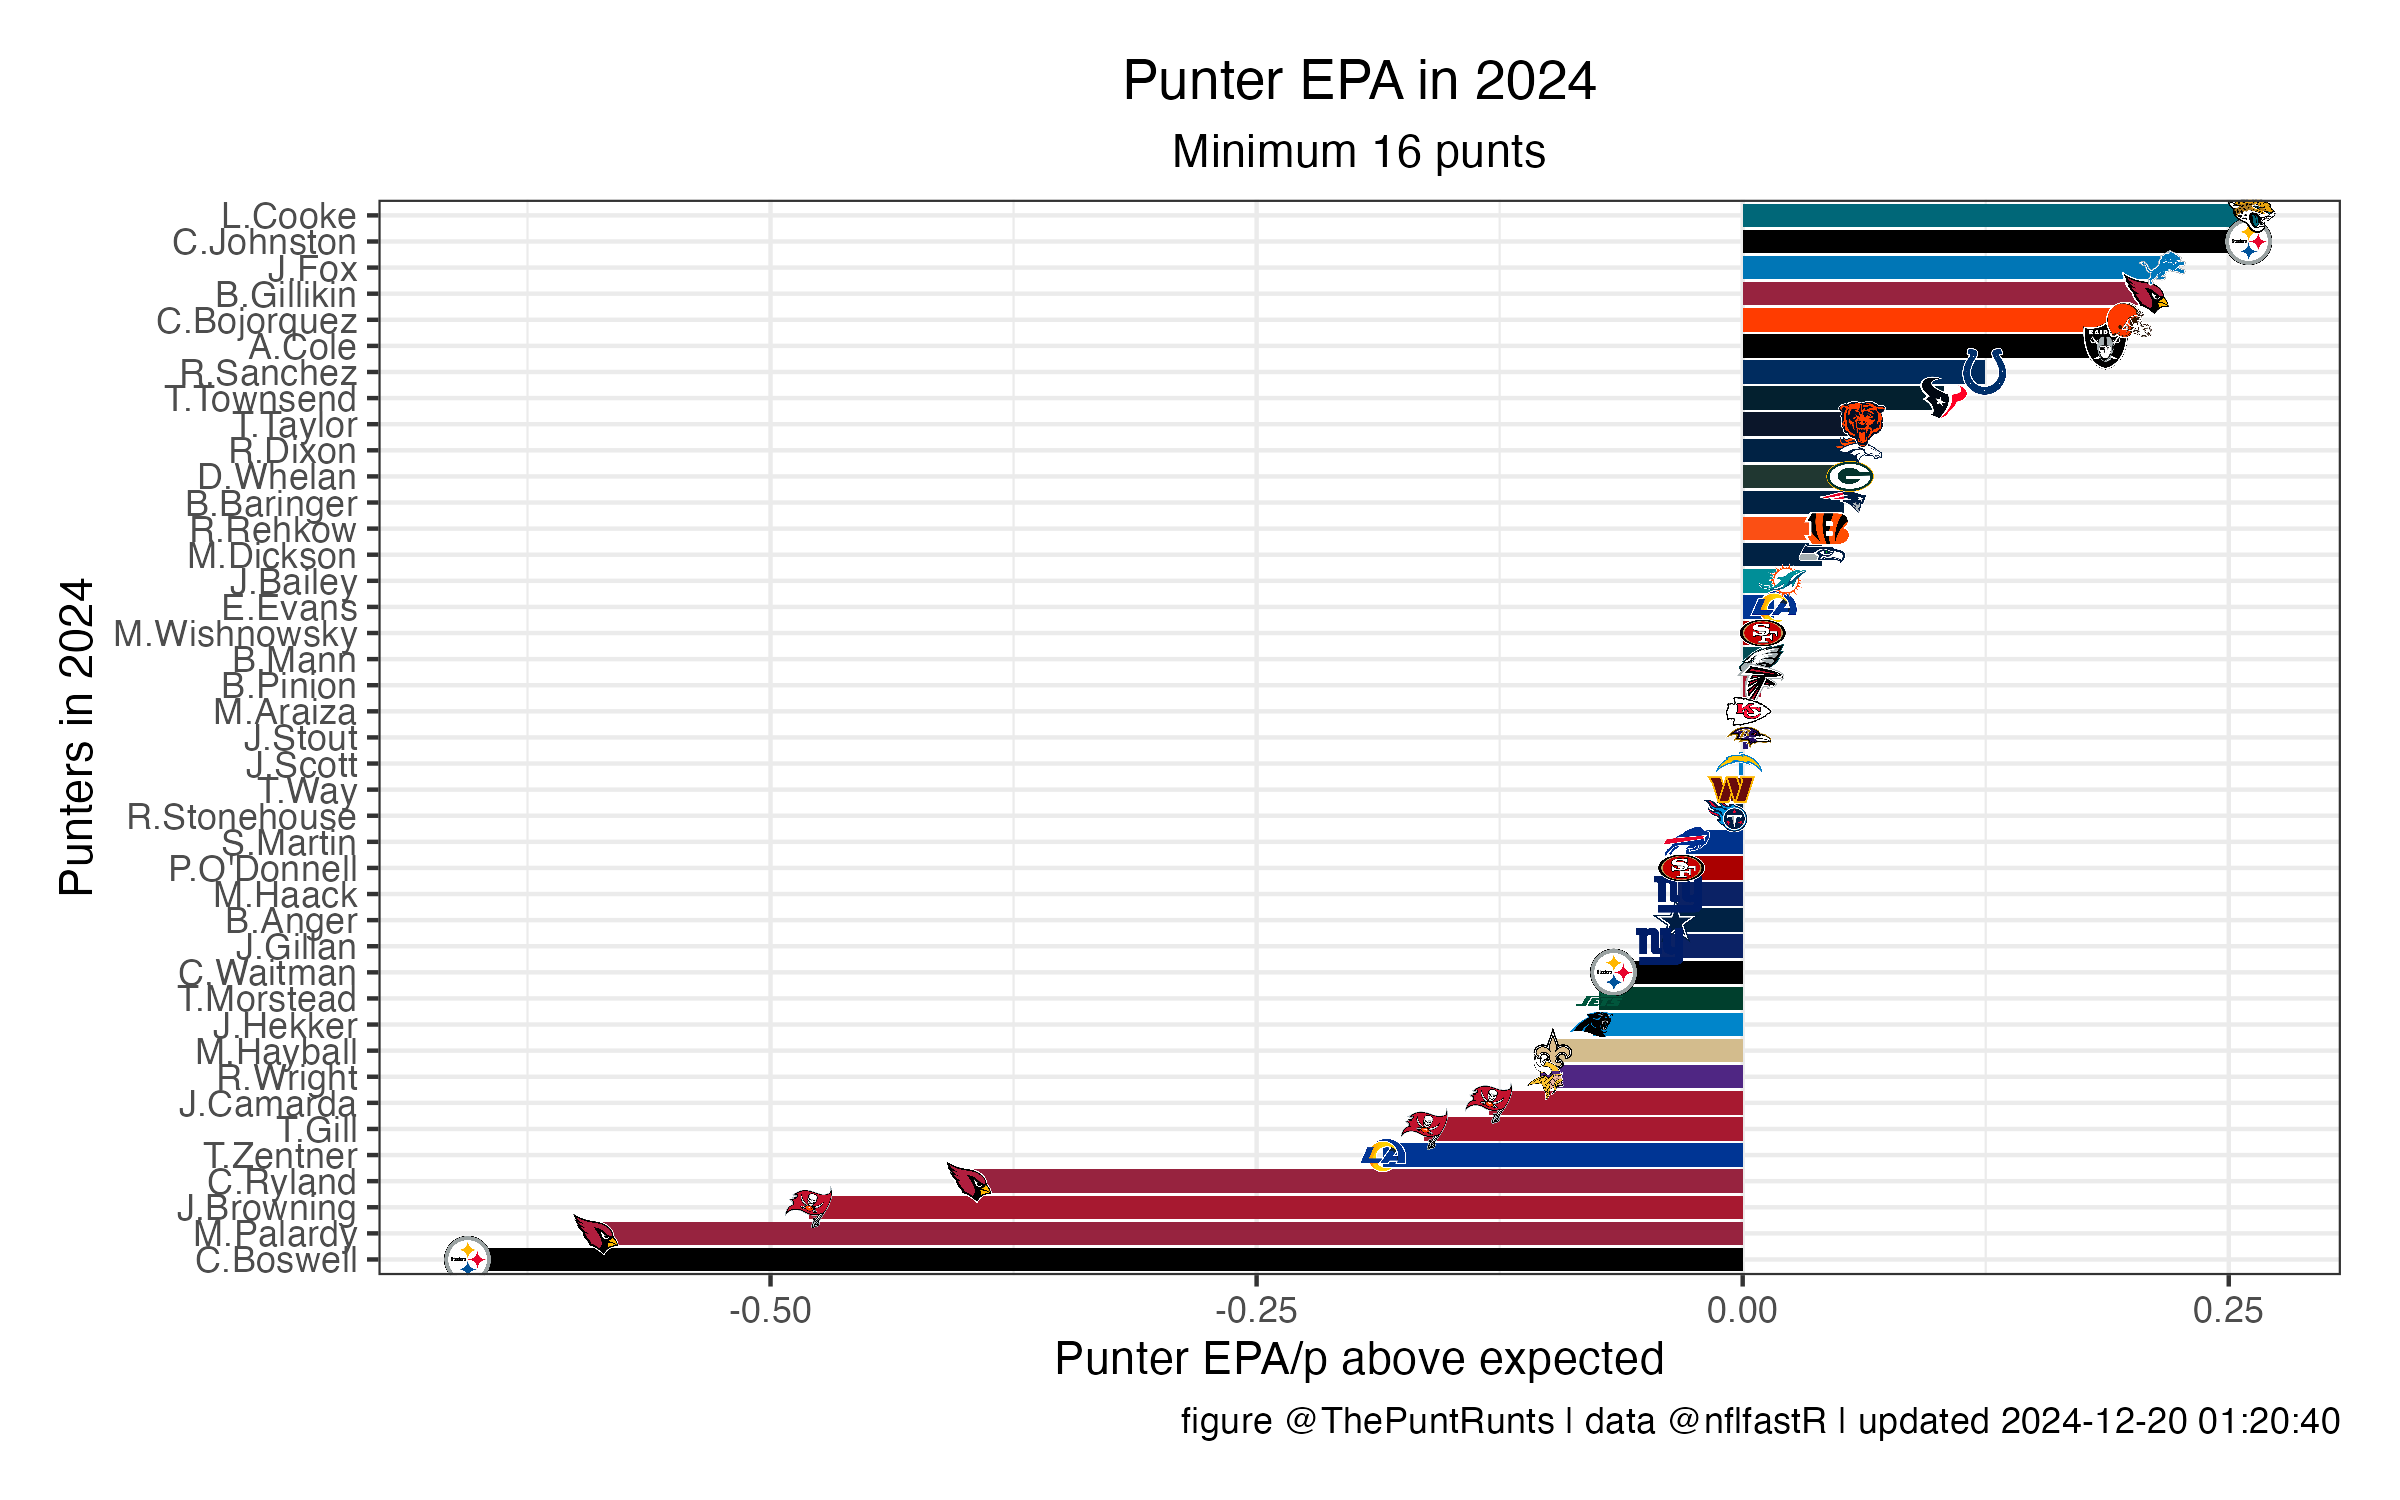 Punter EPA in 2024
Minimum 16 punts
Punters in 2024
L.Cooke
C.Johnston
J.Fox
B.Gillikin
C.Bojorquez
A.Cole
R.Sanchez
T.Townsend
T.Taylor
R.Dixon
D.Whelan
B.Baringer
R.Rehkow
M.Dickson
J.Bailey
E.Evans
M.Wishnowsky
B.Mann
B.Pinion
M.Araiza
J.Stout
J.Scott
T.Way
R.Stonehouse
S.Martin
P.O'Donnell
M.Haack
B.Anger
J.Gillan
C.Waitman
T.Morstead
J.Hekker
M.Hayball
R.Wright
J.Camarda
T.Gill
T.Zentner
C.Ryland
J.Browning
M.Palardy
C.Boswell
-0.50 -0.25 0.00 0.25
Punter EPA/p above expected
figure @ThePuntRunts | data @nflfastR | updated 2024-12-20 01:20:40